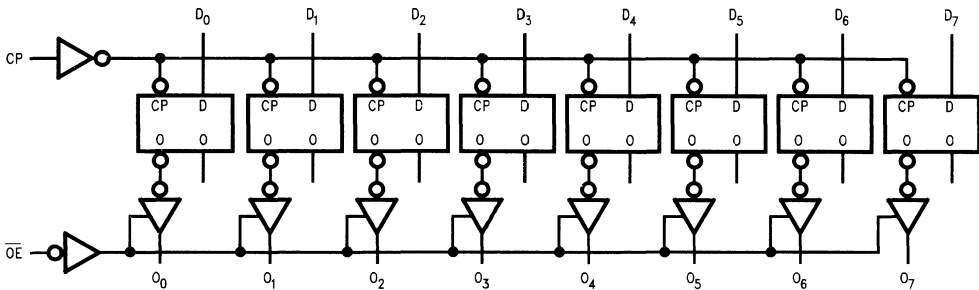 D0 D1 D2 D3 D4 D5 D6 D7
CP
CP D CP D CP D CP D CP D CP D CP D CP D
O O O O O O O O O O O O O O O O
OE
O0 O1 O2 O3 O4 O5 O6 O7